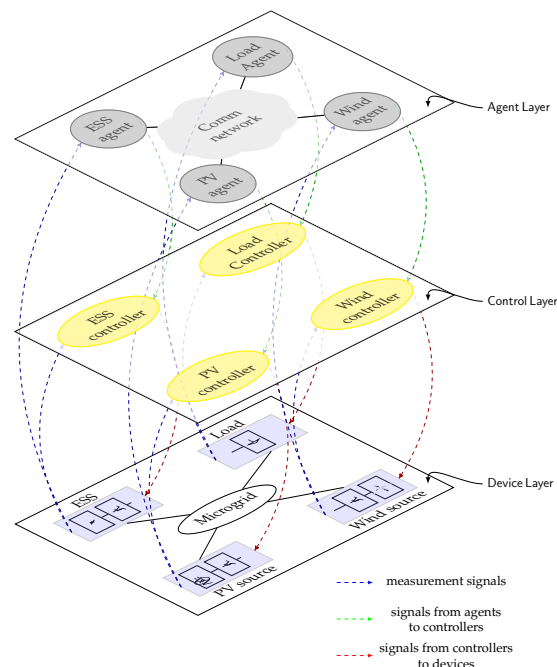 Load
Agent
ESS
agent
Comm
network
Wind
agent
PV
agent
Agent Layer
Load
Controller
ESS
controller
Wind
controller
PV
controller
Control Layer
Load
ESS
Microgrid
Wind source
PV source
Device Layer
measurement signals
signals from agents
to controllers
signals from controllers
to devices